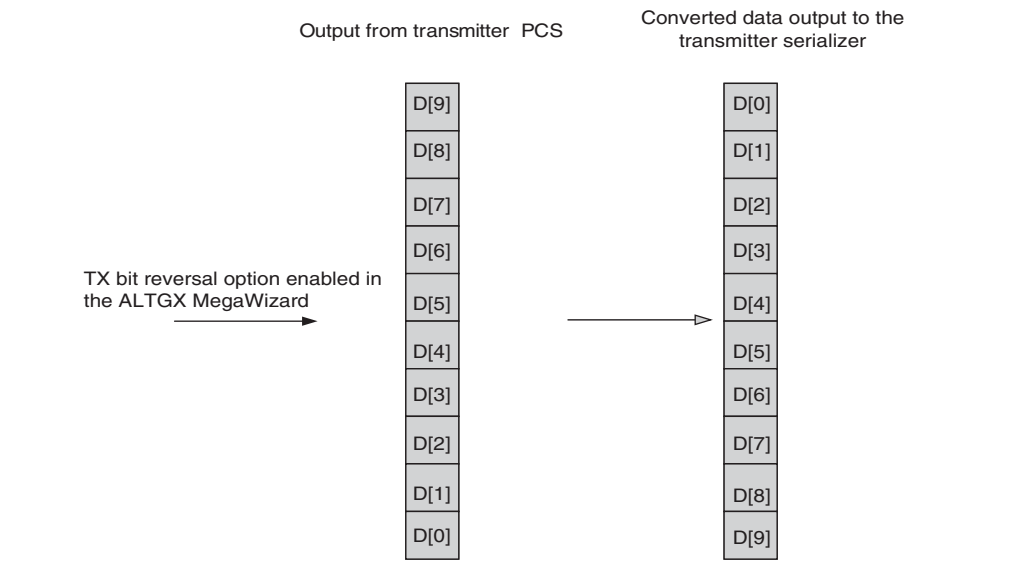 Output from transmitter PCS
Converted data output to the
transmitter serializer
D[9]
D[8]
D[7]
D[6]
D[5]
D[4]
D[3]
D[2]
D[1]
D[0]
TX bit reversal option enabled in
the ALTGX MegaWizard
D[0]
D[1]
D[2]
D[3]
D[4]
D[5]
D[6]
D[7]
D[8]
D[9]